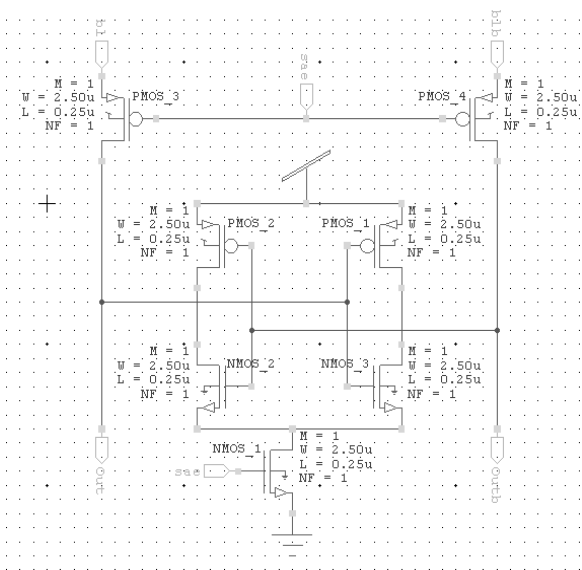 bl
blb
sae
M = 1
W = 2.50u
L = 0.25u
NF = 1
PMOS_3
PMOS_4
M = 1
W = 2.50u
L = 0.25u
NF = 1
M = 1
W = 2.50u
L = 0.25u
NF = 1
PMOS_2
PMOS_1
M = 1
W = 2.50u
L = 0.25u
NF = 1
M = 1
W = 2.50u
L = 0.25u
NF = 1
NMOS_2
NMOS_3
M = 1
W = 2.50u
L = 0.25u
NF = 1
NMOS_1
M = 1
W = 2.50u
L = 0.25u
NF = 1
sae
Out
Outb